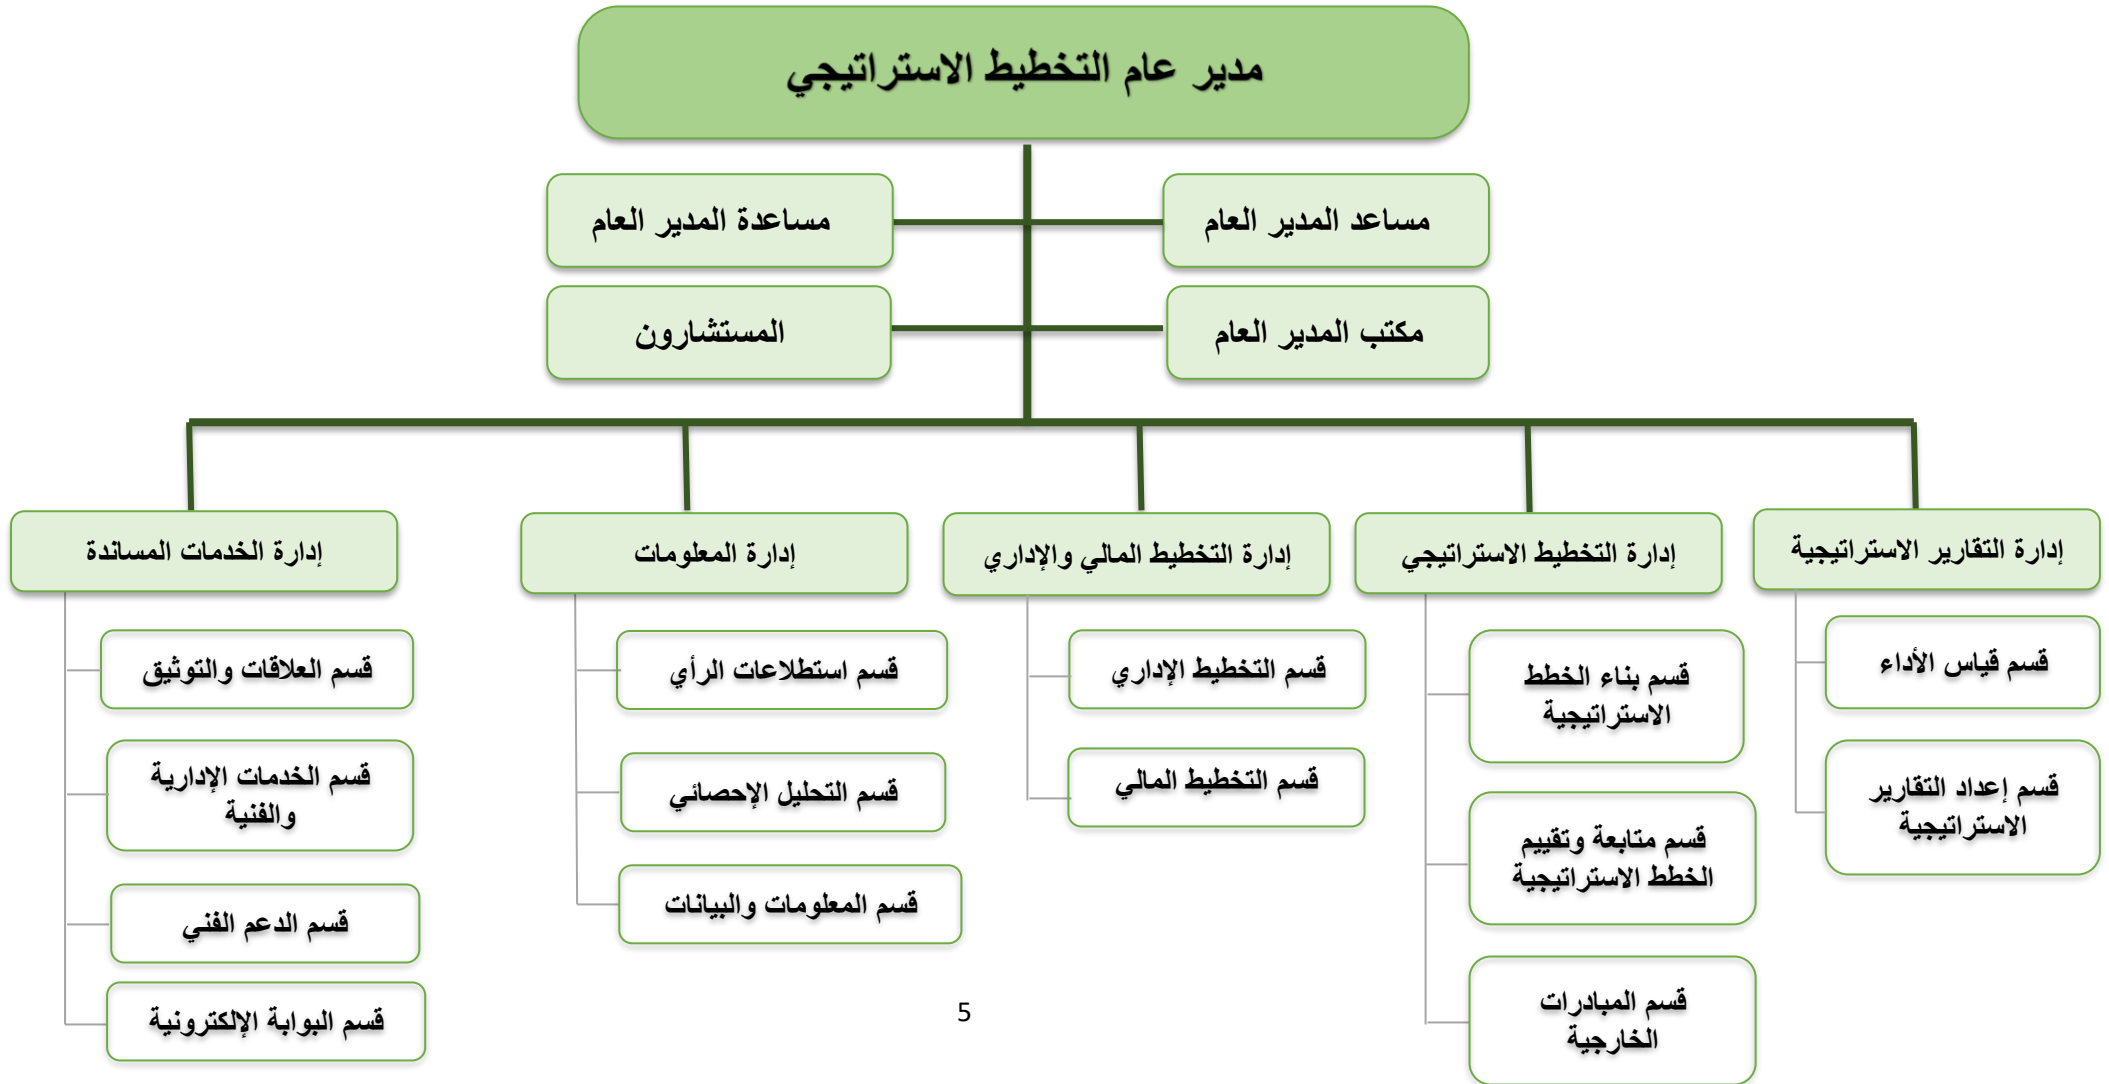 مدير عام التخطيط الاستراتيجي
مساعد المدير العام
مساعدة المدير العام
مكتب المدير العام
المستشارون
إدارة التقارير الاستراتيجية
قسم قياس الأداء
قسم إعداد التقارير
الاستراتيجية
إدارة التخطيط الاستراتيجي
قسم بناء الخطط
الاستراتيجية
قسم متابعة وتقييم
الخطط الاستراتيجية
قسم المبادرات
الخارجية
إدارة التخطيط المالي والإداري
قسم التخطيط الإداري
قسم التخطيط المالي
إدارة المعلومات
قسم استطلاعات الرأي
قسم التحليل الإحصائي
قسم المعلومات والبيانات
إدارة الخدمات المساندة
قسم العلاقات والتوثيق
قسم الخدمات الإدارية
والفنية
قسم الدعم الفني
قسم البوابة الإلكترونية
5